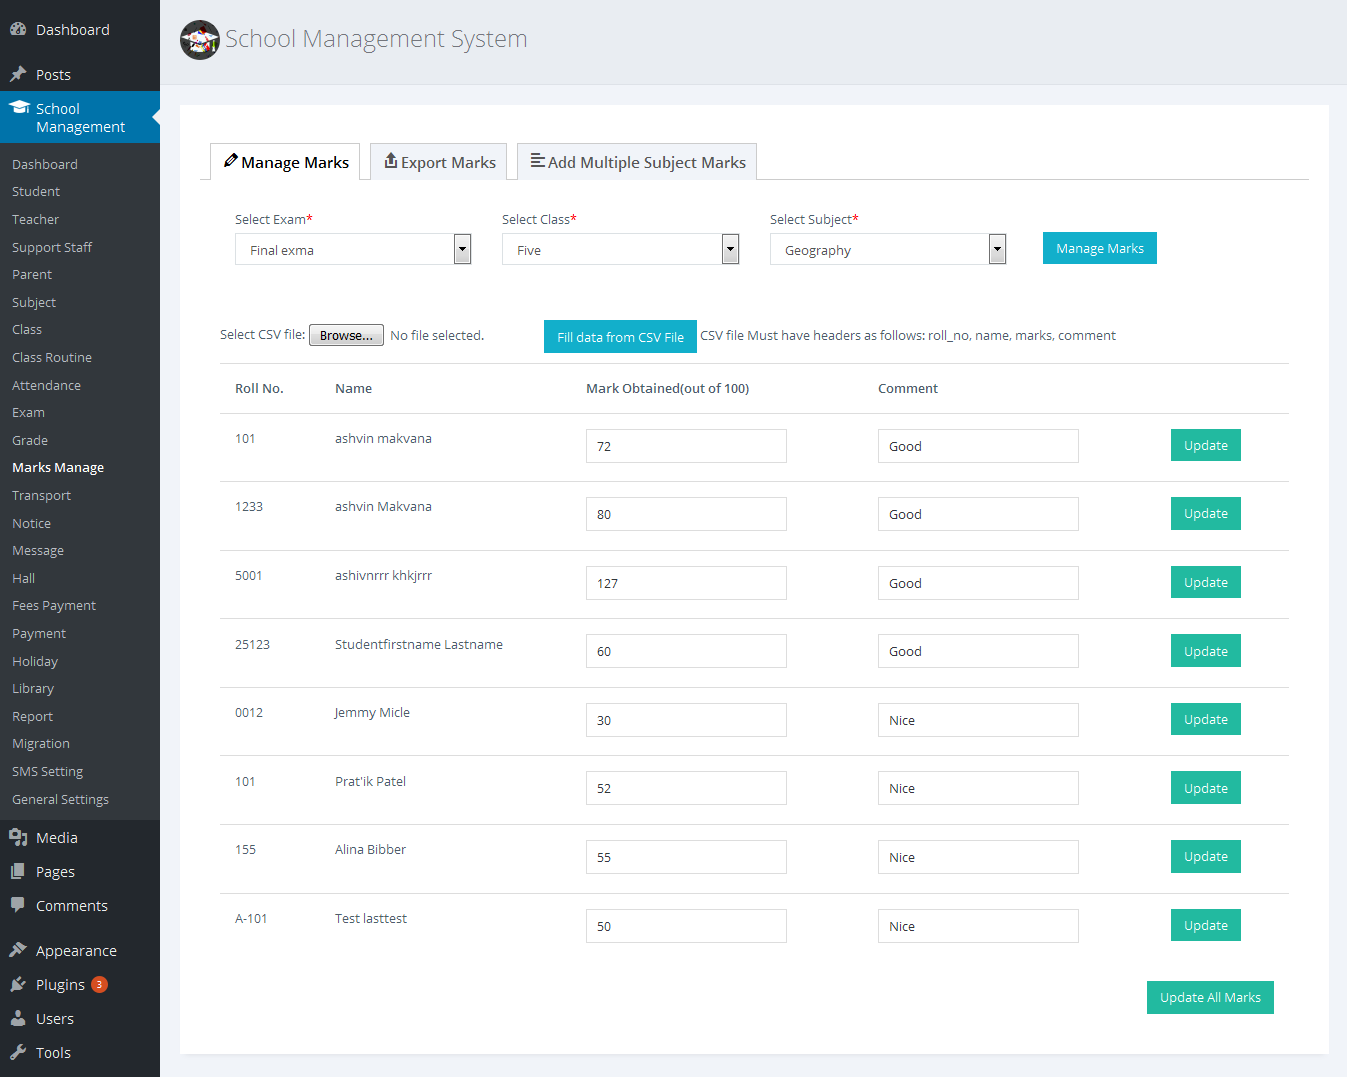 Dashboard
Posts
School
Management
Dashboard
Student
Teacher
Support Staff
Parent
Subject
Class
Class Routine
Attendance
Exam
Grade
Marks Manage
Transport
Notice
Message
Hall
Fees Payment
Payment
Holiday
Library
Report
Migration
SMS Setting
General Settings
Media
Pages
Comments
Appearance
Plugins 3
Users
Tools
School Management System
Manage Marks Export Marks Add Multiple Subject Marks
Select Exam* Select Class* Select Subject*
Final exma Five Geography Manage Marks
Select CSV file: Browse... No file selected. Fill data from CSV File CSV file Must have headers as follows: roll_no, name, marks, comment
Roll No. Name Mark Obtained(out of 100) Comment
101 ashvin makvana 72 Good Update
1233 ashvin Makvana 80 Good Update
5001 ashivnrrr khkjrrr 127 Good Update
25123 Studentfirstname Lastname 60 Good Update
0012 Jemmy Micle 30 Nice Update
101 Prat'ik Patel 52 Nice Update
155 Alina Bibber 55 Nice Update
A-101 Test lasttest 50 Nice Update
Update All Marks